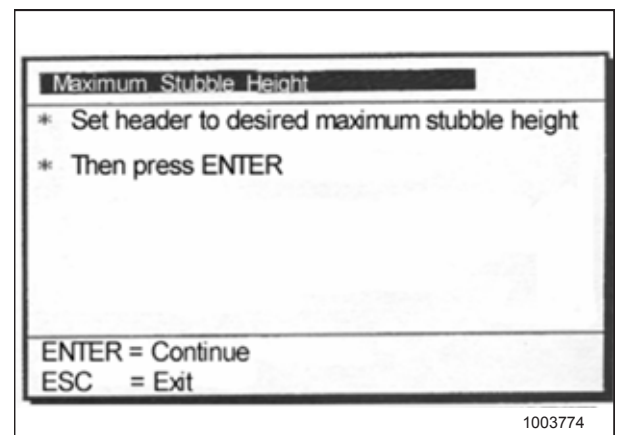 Maximum Stubble Height
* Set header to desired maximum stubble height
* Then press ENTER
ENTER = Continue
ESC = Exit
1003774